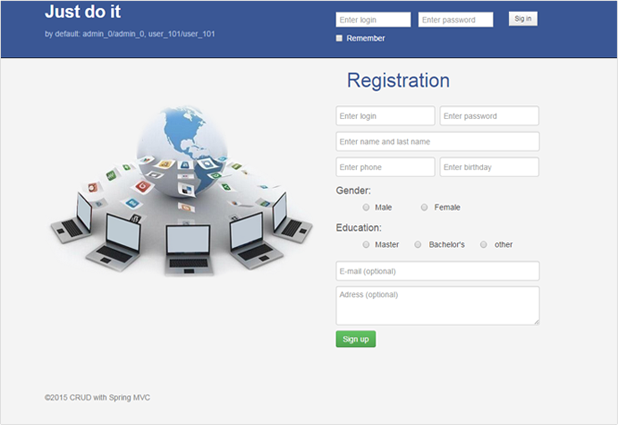 Just do it
by default: admin_0/admin_0, user_101/user_101
Enter login Enter password Sig in
Remember
Registration
Enter login Enter password
Enter name and last name
Enter phone Enter birthday
Gender:
Male Female
Education:
Master Bachelor's other
E-mail (optional)
Adress (optional)
Sign up
©2015 CRUD with Spring MVC